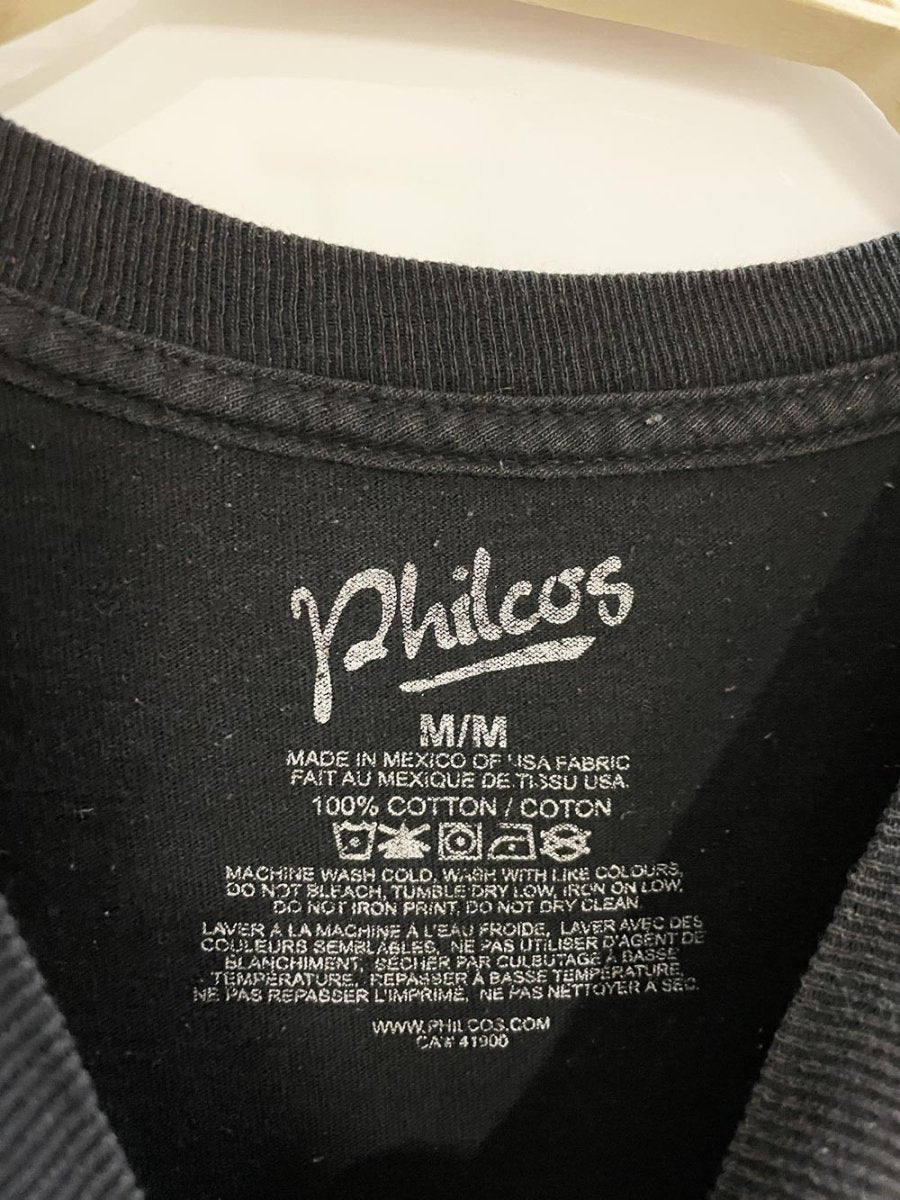 Philcos
M/M
MADE IN MEXICO OF USA FABRIC
FAIT AU MEXIQUE DE TISSU USA.
100% COTTON / COTON
MACHINE WASH COLD, WASH WITH LIKE COLOURS,
DO NOT BLEACH, TUMBLE DRY LOW, IRON ON LOW,
DO NOT IRON PRINT, DO NOT DRY CLEAN
LAVER A LA MACHINE À L'EAU FROIDE, LAVER AVEC DES
COULEURS SEMBLABLES, NE PAS UTILISER D'AGENT DE
BLANCHIMENT, SÉCHER PAR CULBUTAGE À BASSE
TEMPÉRATURE, REPASSER À BASSE TEMPÉRATURE,
NE PAS REPASSER L'IMPRIMÉ, NE PAS NETTOYER A SEC.
WWW.PHILCOS.COM
CA# 41900